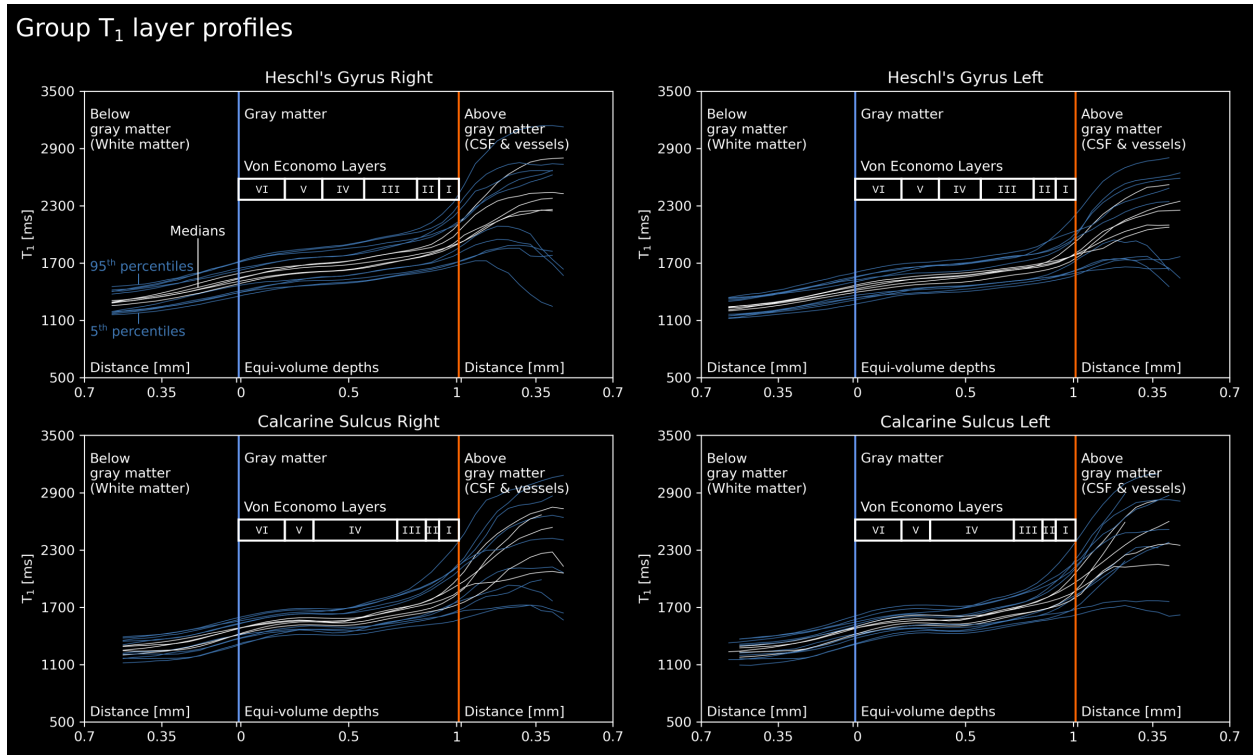 Group T₁ layer profiles
Heschl's Gyrus Right
3500
2900
2300
1700
1100
500
T₁ [ms]
Below
gray matter
(White matter)
Gray matter
Above
gray matter
(CSF & vessels)
Von Economo Layers
VI V IV III II I
Medians
95th percentiles
5th percentiles
Distance [mm]
Equi-volume depths
Distance [mm]
0.7 0.35 0 0.5 1 0.35 0.7
Heschl's Gyrus Left
3500
2900
2300
1700
1100
500
T₁ [ms]
Below
gray matter
(White matter)
Gray matter
Above
gray matter
(CSF & vessels)
Von Economo Layers
VI V IV III II I
Distance [mm]
Equi-volume depths
Distance [mm]
0.7 0.35 0 0.5 1 0.35 0.7
Calcarine Sulcus Right
3500
2900
2300
1700
1100
500
T₁ [ms]
Below
gray matter
(White matter)
Gray matter
Above
gray matter
(CSF & vessels)
Von Economo Layers
VI V IV III II I
Distance [mm]
Equi-volume depths
Distance [mm]
0.7 0.35 0 0.5 1 0.35 0.7
Calcarine Sulcus Left
3500
2900
2300
1700
1100
500
T₁ [ms]
Below
gray matter
(White matter)
Gray matter
Above
gray matter
(CSF & vessels)
Von Economo Layers
VI V IV III II I
Distance [mm]
Equi-volume depths
Distance [mm]
0.7 0.35 0 0.5 1 0.35 0.7